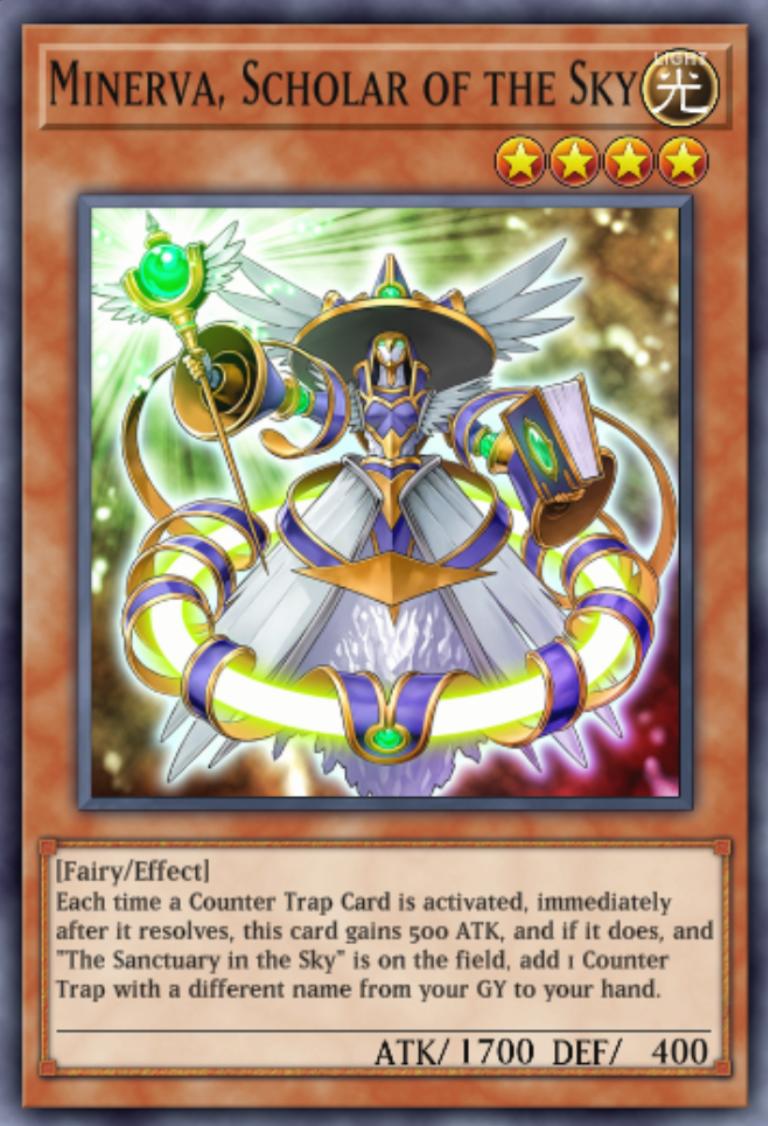 MINERVA, SCHOLAR OF THE SKY
LIGHT
光
[Fairy/Effect]
Each time a Counter Trap Card is activated, immediately
after it resolves, this card gains 500 ATK, and if it does, and
"The Sanctuary in the Sky" is on the field, add 1 Counter
Trap with a different name from your GY to your hand.
ATK/ 1700 DEF/ 400